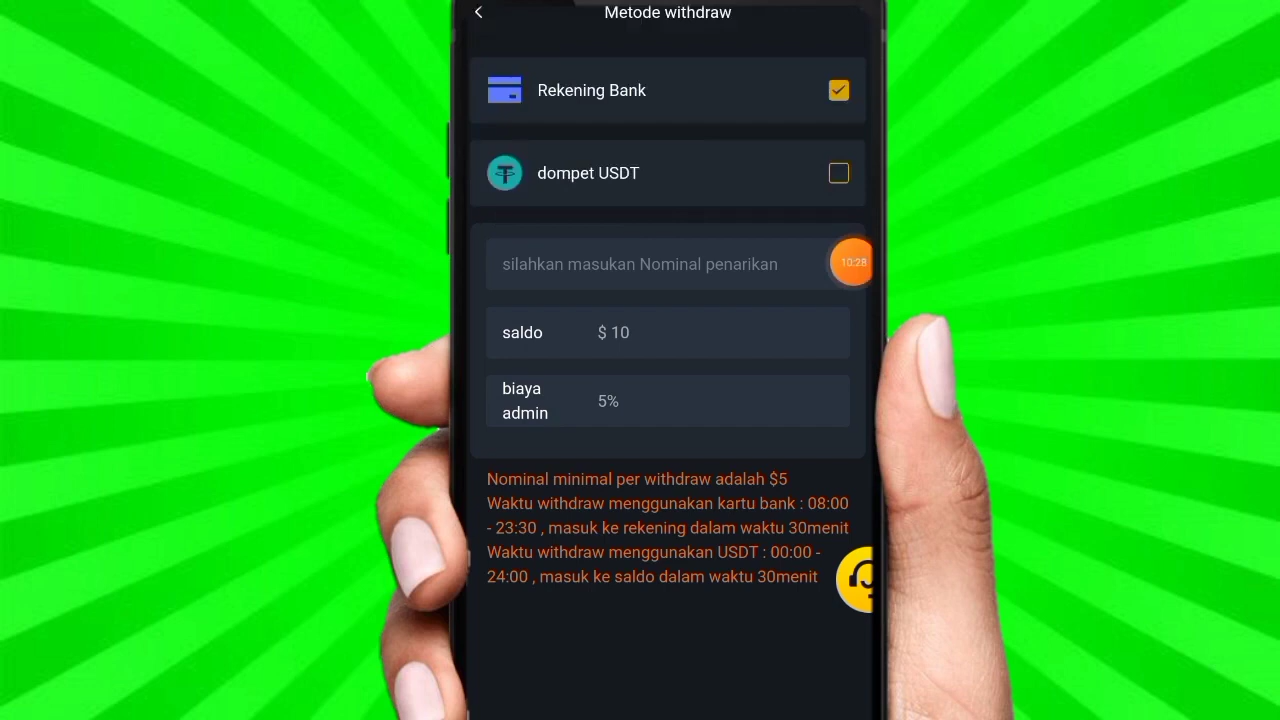 Metode withdraw
Rekening Bank
dompet USDT
silahkan masukan Nominal penarikan
10:28
saldo $ 10
biaya
admin 5%
Nominal minimal per withdraw adalah $5
Waktu withdraw menggunakan kartu bank : 08:00
- 23:30 , masuk ke rekening dalam waktu 30menit
Waktu withdraw menggunakan USDT : 00:00 -
24:00 , masuk ke saldo dalam waktu 30menit